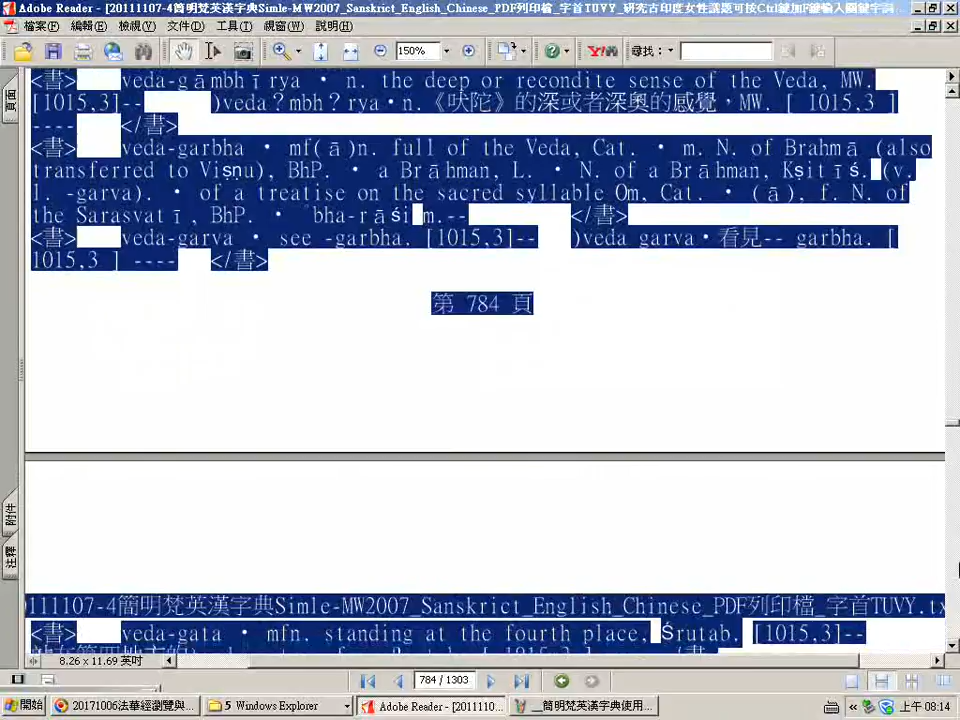 Adobe Reader - [20111107-4簡明梵英漢字典Simle-MW2007_Sanskrict_English_Chinese_PDF列印檔_字首TUVY_研究古印度女性議題可按Ctrl鍵加F鍵輸入關鍵字詞...
檔案(F) 編輯(E) 檢視(V) 文件(D) 工具(T) 視窗(W) 說明(H)
150% Y! 尋找:
頁面
<書> veda-gāmbhīrya • n. the deep or recondite sense of the Veda, MW.
[1015,3]-- )veda?mbh?rya•n.《吠陀》的深或者深奧的感覺,MW. [ 1015,3 ]
---- </書>
<書> veda-garbha • mf(ā)n. full of the Veda, Cat. • m. N. of Brahmā (also
transferred to Viṣṇu), BhP. • a Brāhman, L. • N. of a Brāhman, Kṣitīś. (v.
l. -garva). • of a treatise on the sacred syllable Om, Cat. • (ā), f. N. of
the Sarasvatī, BhP. • °bha-rāśi m.-- </書>
<書> veda-garva • see -garbha. [1015,3]-- )veda garva•看見-- garbha. [
1015,3 ] ---- </書>
第 784 頁
附件
注釋
)111107-4簡明梵英漢字典Simle-MW2007_Sanskrict_English_Chinese_PDF列印檔_字首TUVY.tx
<書> veda-gata • mfn. standing at the fourth place, Śrutab, [1015,3]--
8.26 x 11.69 英吋
784 / 1303
開始 20171006法華經瀏覽與... 5 Windows Explorer Adobe Reader - [201... __簡明梵英字典使用... « 上午 08:14